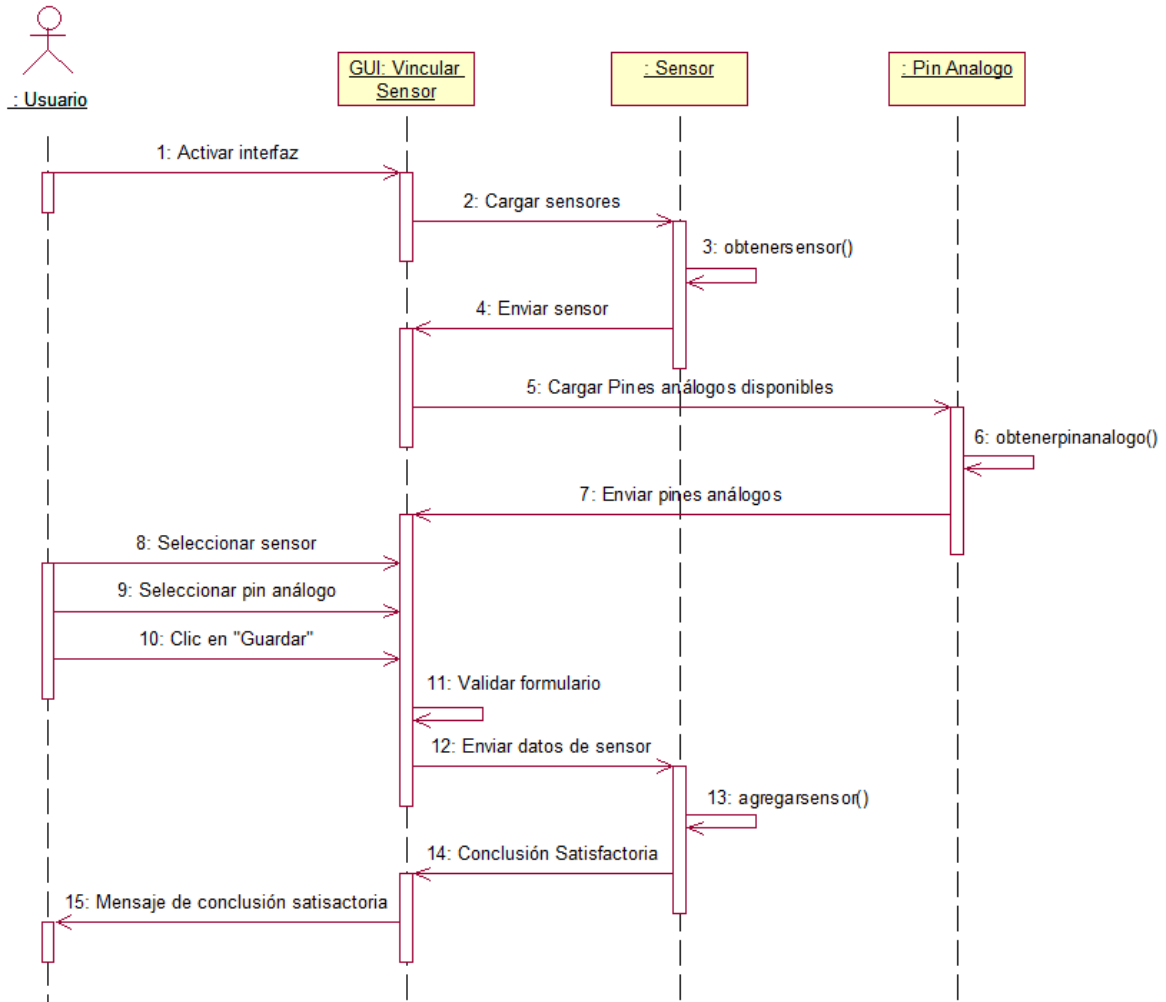 : Usuario
GUI: Vincular
Sensor
: Sensor
: Pin Analogo
1: Activar interfaz
2: Cargar sensores
3: obtenersensor()
4: Enviar sensor
5: Cargar Pines análogos disponibles
6: obtenerpinanalogo()
7: Enviar pines análogos
8: Seleccionar sensor
9: Seleccionar pin análogo
10: Clic en "Guardar"
11: Validar formulario
12: Enviar datos de sensor
13: agregarsensor()
14: Conclusión Satisfactoria
15: Mensaje de conclusión satisactoria